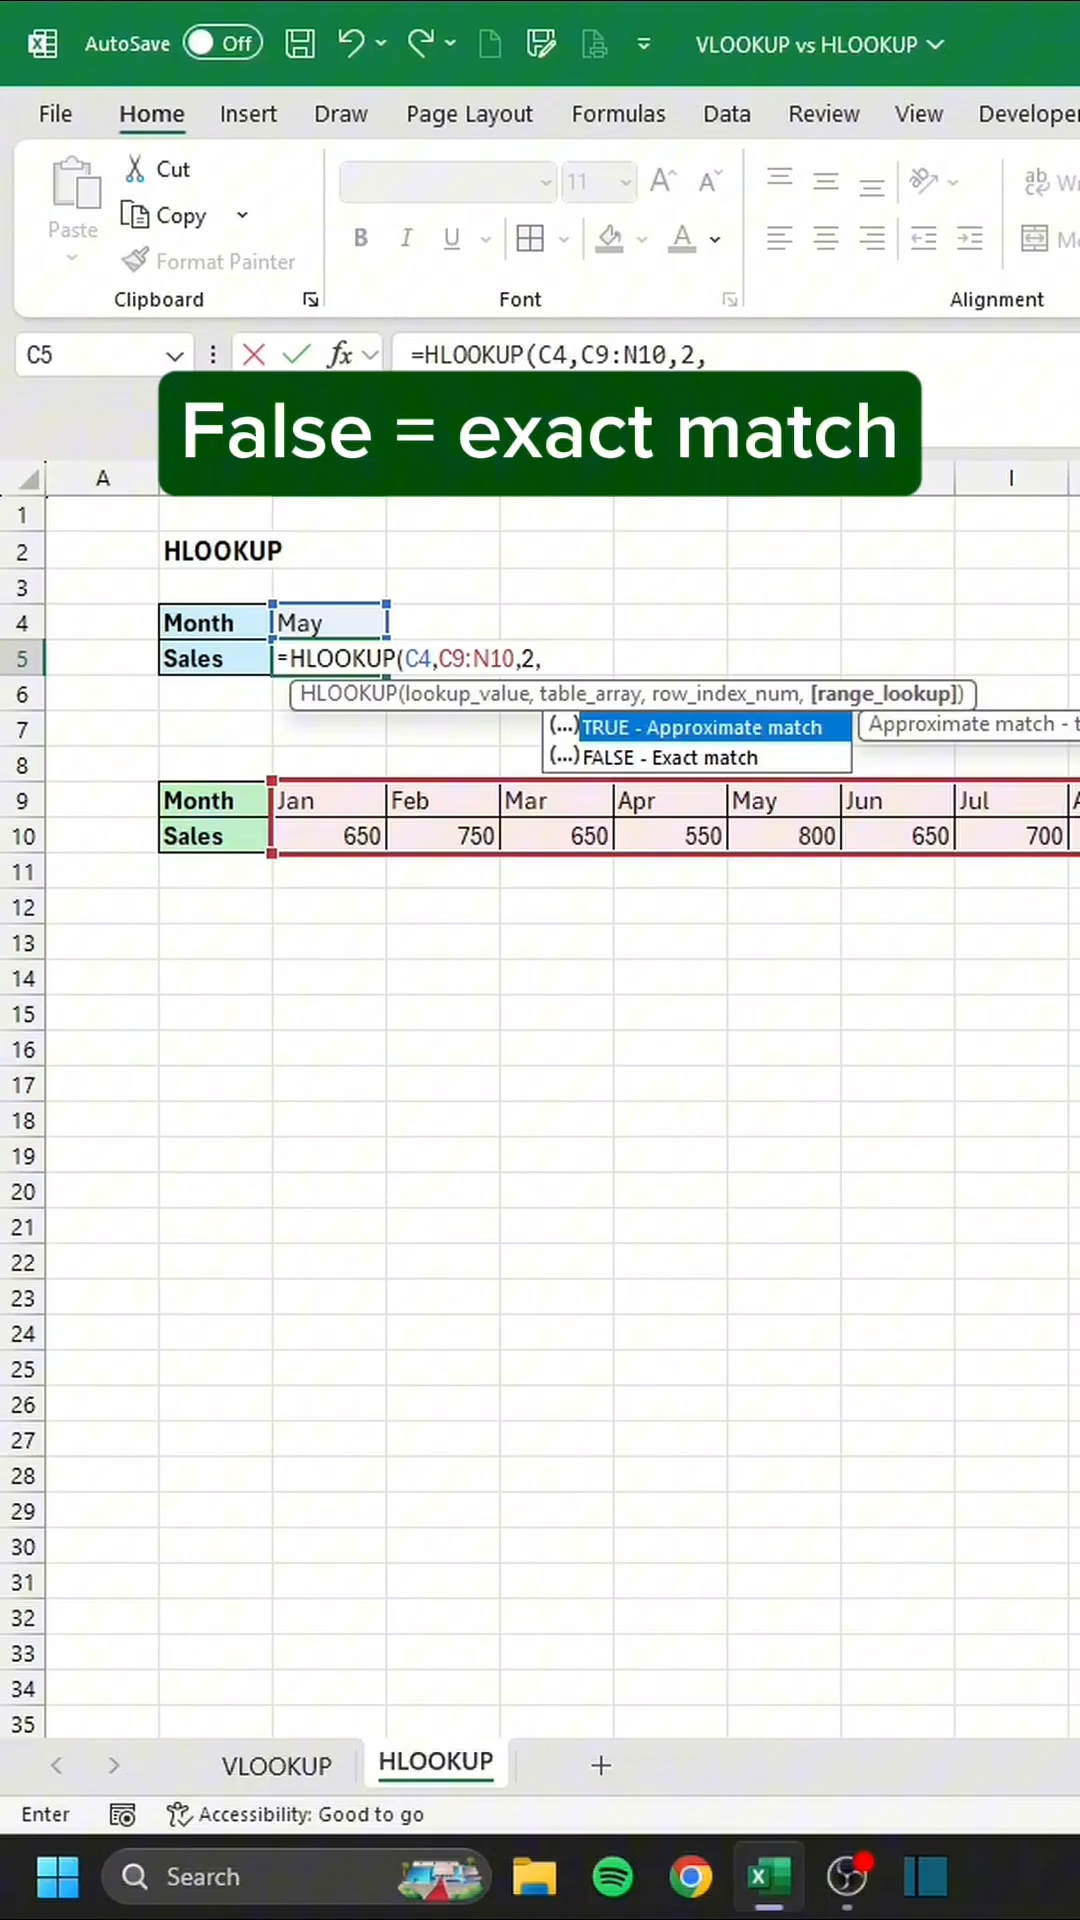 AutoSave Off VLOOKUP vs HLOOKUP
File Home Insert Draw Page Layout Formulas Data Review View Developer
Paste Cut
Copy
Format Painter
11 A A ab
B I U A
Clipboard Font Alignment
C5 fx =HLOOKUP(C4,C9:N10,2,
False = exact match
A I
1
2 HLOOKUP
3
4 Month May
5 Sales =HLOOKUP(C4,C9:N10,2,
6 HLOOKUP(lookup_value, table_array, row_index_num, [range_lookup])
7 (...) TRUE - Approximate match Approximate match - t
8 (...) FALSE - Exact match
9 Month Jan Feb Mar Apr May Jun Jul A
10 Sales 650 750 650 550 800 650 700
11
12
13
14
15
16
17
18
19
20
21
22
23
24
25
26
27
28
29
30
31
32
33
34
35
VLOOKUP HLOOKUP +
Enter Accessibility: Good to go
Search